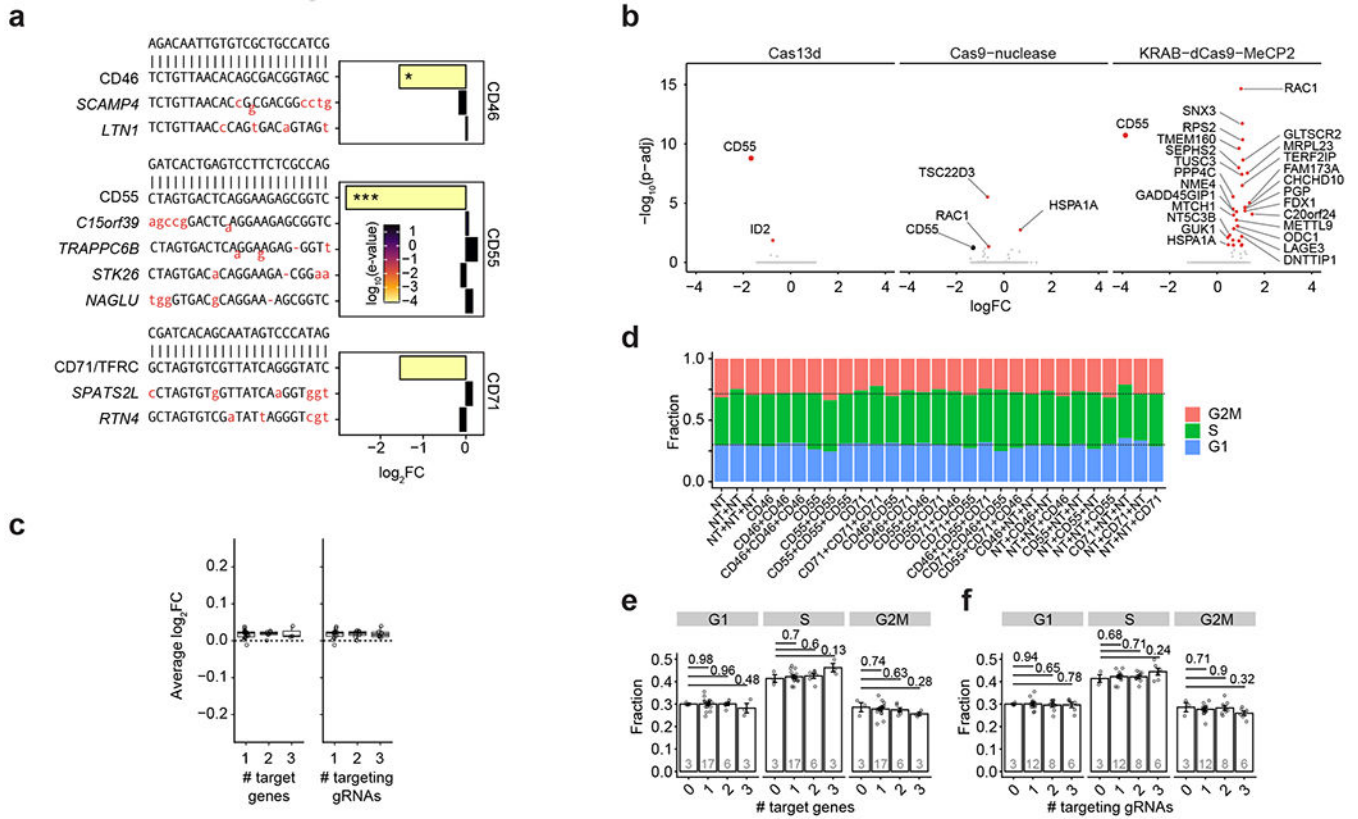 a
AGACAATTGTGTCGCTGCCATCG
CD46 TCTGTTAACACAGCGACGGTAGC
SCAMP4 TCTGTTAACACcGgCGACGGcctg
LTN1 TCTGTTAACcCAGtGACaGTAGt
*
CD46
GATCACTGAGTCCTTCTCGCCAG
CD55 CTAGTGACTCAGGAAGAGCGGTC
C15orf39 agccgGACTCaAGGAAGAGCGGTC
TRAPPC6B CTAGTGACTCaAGGgAAGAG-GGTt
STK26 CTAGTGACaCAGGAAGA-CGGaa
NAGLU tggGTGACgCAGGAA-AGCGGTC
***
log10(e-value)
1
0
−1
−2
−3
−4
CD55
CGATCACAGCAATAGTCCCATAG
CD71/TFRC GCTAGTGTCGTTATCAGGGTATC
SPATS2L cCTAGTGTgGTTATCAaGGTggt
RTN4 GCTAGTGTCGaTATtAGGGTcgt
CD71
−2 −1 0
log2FC
b
Cas13d Cas9−nuclease KRAB−dCas9−MeCP2
−log10(p−adj)
15
10
5
0
CD55
ID2
TSC22D3
RAC1
CD55
HSPA1A
CD55
RAC1
SNX3
RPS2
TMEM160
SEPHS2
TUSC3
PPP4C
NME4
GADD45GIP1
MTCH1
NT5C3B
GUK1
HSPA1A
GLTSCR2
MRPL23
TERF2IP
FAM173A
CHCHD10
PGP
FDX1
C20orf24
METTL9
ODC1
LAGE3
DNTTIP1
−4 −2 0 2 4 −4 −2 0 2 4 −4 −2 0 2 4
logFC
c
Average log2FC
0.2
0.1
0.0
−0.1
−0.2
1 2 3 1 2 3
# target genes
# targeting gRNAs
d
Fraction
1.0
0.5
0.0
G2M
S
G1
NT
NT+NT
NT+NT+NT
CD46
CD46+CD46
CD46+CD46+CD46
CD55
CD55+CD55
CD55+CD55+CD55
CD71
CD71+CD71+CD71
CD46+CD55
CD46+CD71
CD55+CD46
CD55+CD71
CD71+CD46
CD71+CD55
CD46+CD55+CD71
CD71+CD46+CD55
CD55+CD71+CD46
CD46+NT+NT
NT+CD46+NT
NT+NT+CD46
CD55+NT+NT
NT+CD55+NT
NT+NT+CD55
CD71+NT+NT
NT+CD71+NT
NT+NT+CD71
e
G1 S G2M
Fraction
0.5
0.4
0.3
0.2
0.1
0.0
0.98
0.96
0.48
0.7
0.6
0.13
0.74
0.63
0.28
3 17 6 3 3 17 6 3 3 17 6 3
0 1 2 3 0 1 2 3 0 1 2 3
# target genes
f
G1 S G2M
Fraction
0.5
0.4
0.3
0.2
0.1
0.0
0.94
0.65
0.78
0.68
0.71
0.24
0.71
0.9
0.32
3 12 8 6 3 12 8 6 3 12 8 6
0 1 2 3 0 1 2 3 0 1 2 3
# targeting gRNAs